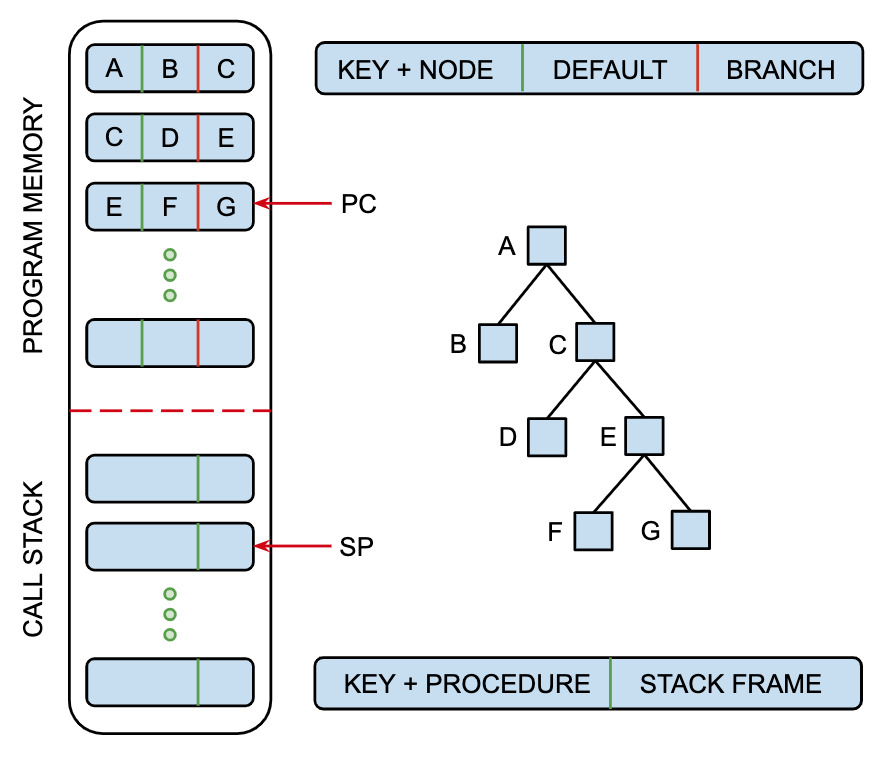 PROGRAM MEMORY
A B C
C D E
E F G
PC
CALL STACK
SP
KEY + NODE DEFAULT BRANCH
A
B C
D E
F G
KEY + PROCEDURE STACK FRAME